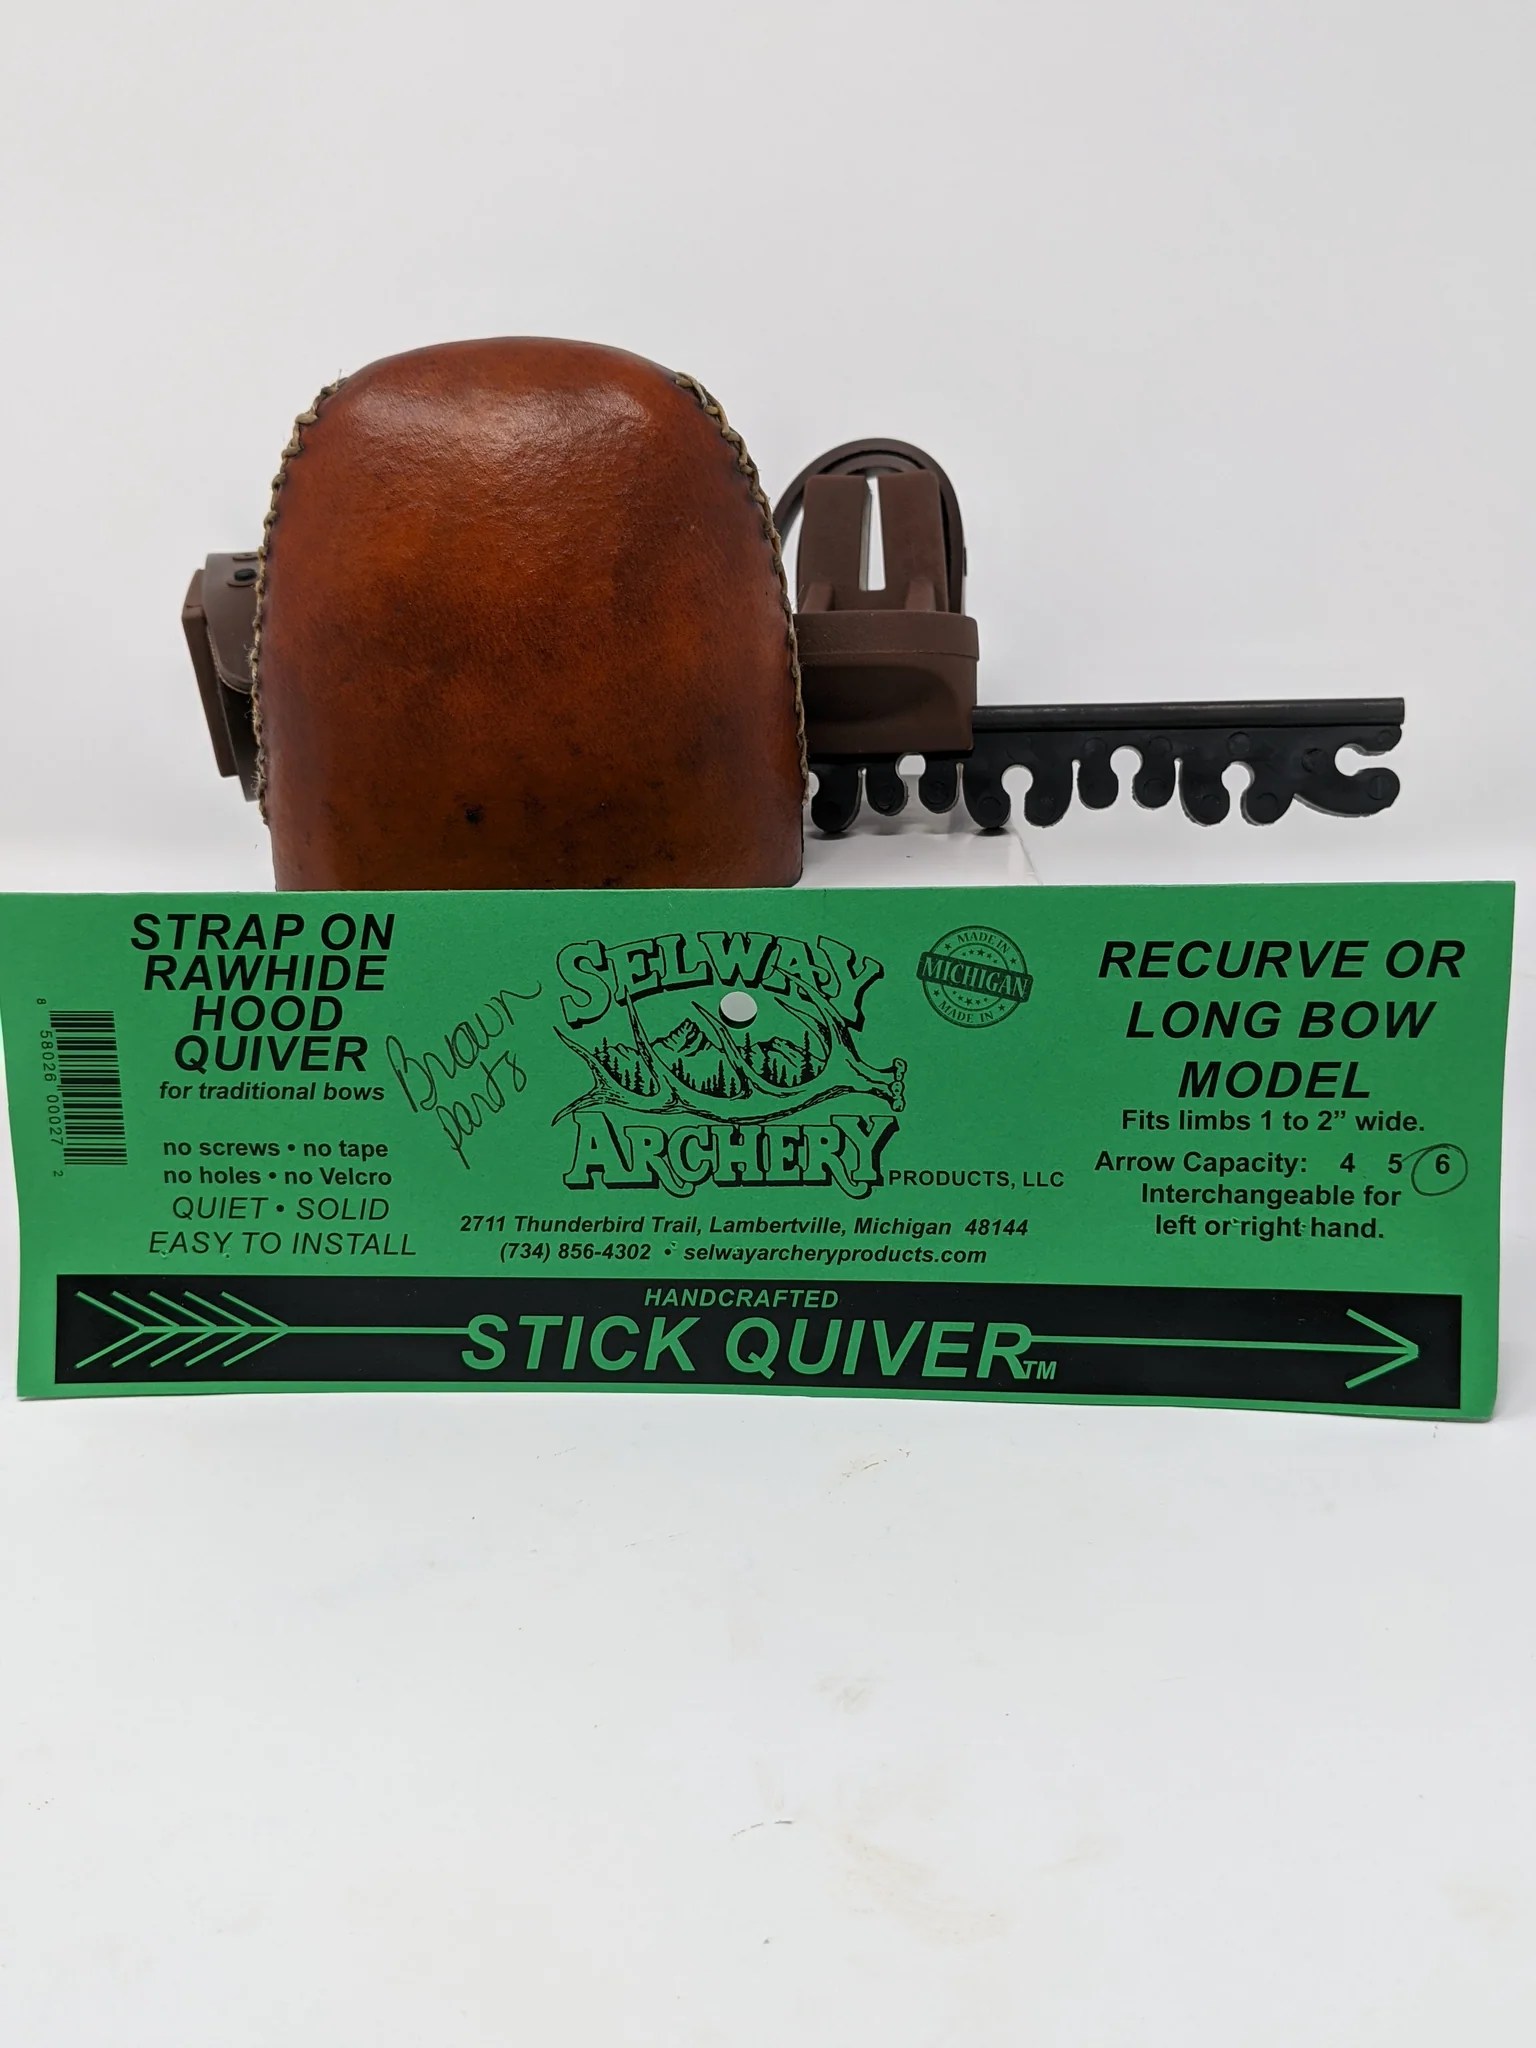 STRAP ON
RAWHIDE
HOOD
QUIVER
for traditional bows
no screws • no tape
no holes • no Velcro
QUIET • SOLID
EASY TO INSTALL
8 58026 00027 2
Brown
parts
SELWAY
ARCHERY
PRODUCTS, LLC
2711 Thunderbird Trail, Lambertville, Michigan 48144
(734) 856-4302 • selwayarcheryproducts.com
MADE IN
MICHIGAN
MADE IN
RECURVE OR
LONG BOW
MODEL
Fits limbs 1 to 2” wide.
Arrow Capacity: 4 5 6
Interchangeable for
left or right hand.
HANDCRAFTED
STICK QUIVER TM